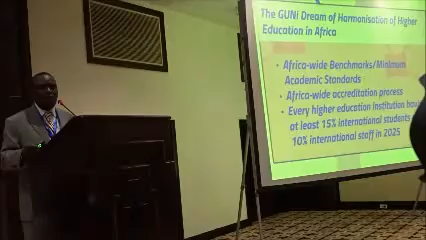 The GUNi Dream of Harmonisation of Higher
Education in Africa
• Africa-wide Benchmarks/Minimum
Academic Standards
• Africa-wide accreditation process
• Every higher education institution
at least 15% international students
10% international staff in 2025